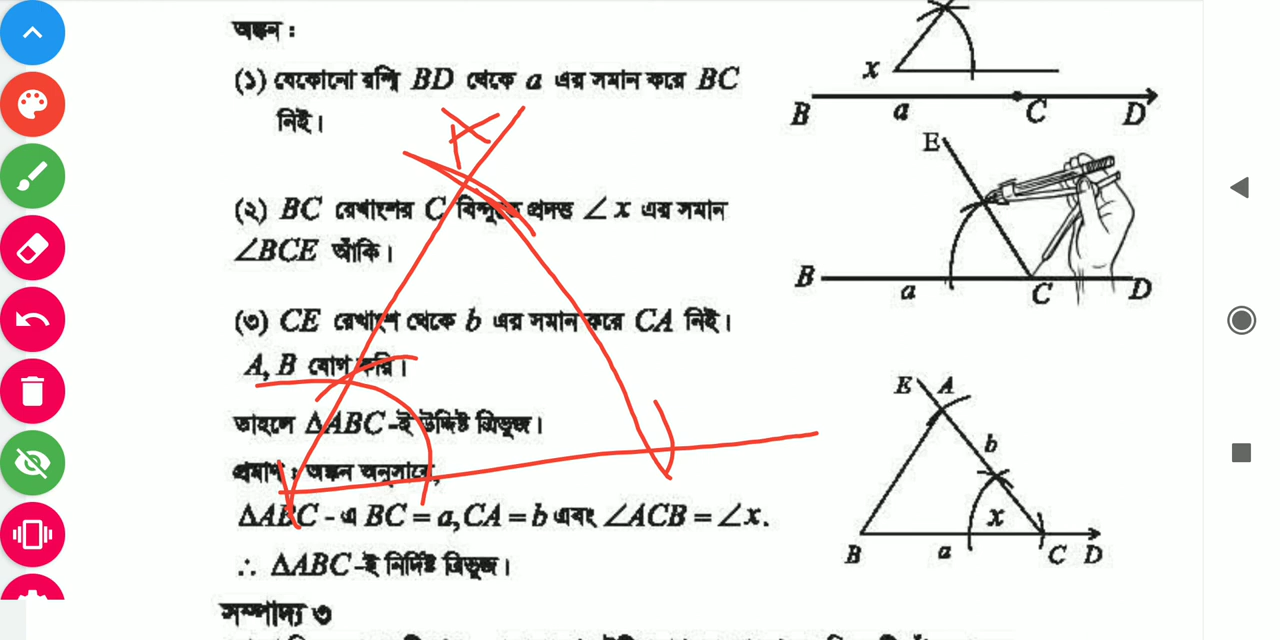 অঙ্কন :
(১) যেকোনো রশ্মি BD থেকে a এর সমান করে BC
নিই।
(২) BC রেখাংশের C বিন্দুতে প্রদত্ত ∠x এর সমান
∠BCE আঁকি।
(৩) CE রেখাংশ থেকে b এর সমান করে CA নিই।
A, B যোগ করি।
তাহলে ΔABC-ই উদ্দিষ্ট ত্রিভুজ।
প্রমাণ : অঙ্কন অনুসারে,
ΔABC - এ BC = a, CA = b এবং ∠ACB = ∠x.
∴ ΔABC-ই নির্দিষ্ট ত্রিভুজ।
সম্পাদ্য ৩
x
B a C D
E
B a C D
E A
b
x
B a C D